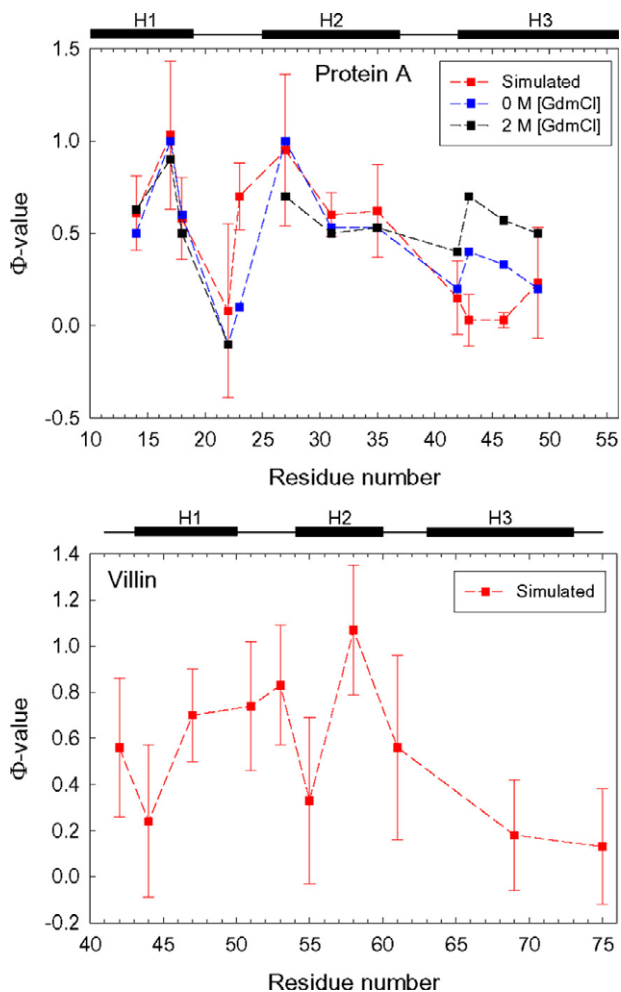 H1 H2 H3
1.5
Protein A
Simulated
0 M [GdmCl]
2 M [GdmCl]
1.0
0.5
0.0
-0.5
Φ-value
10 15 20 25 30 35 40 45 50 55
Residue number
H1 H2 H3
1.4
Villin
Simulated
1.2
1.0
0.8
0.6
0.4
0.2
0.0
-0.2
Φ-value
40 45 50 55 60 65 70 75
Residue number